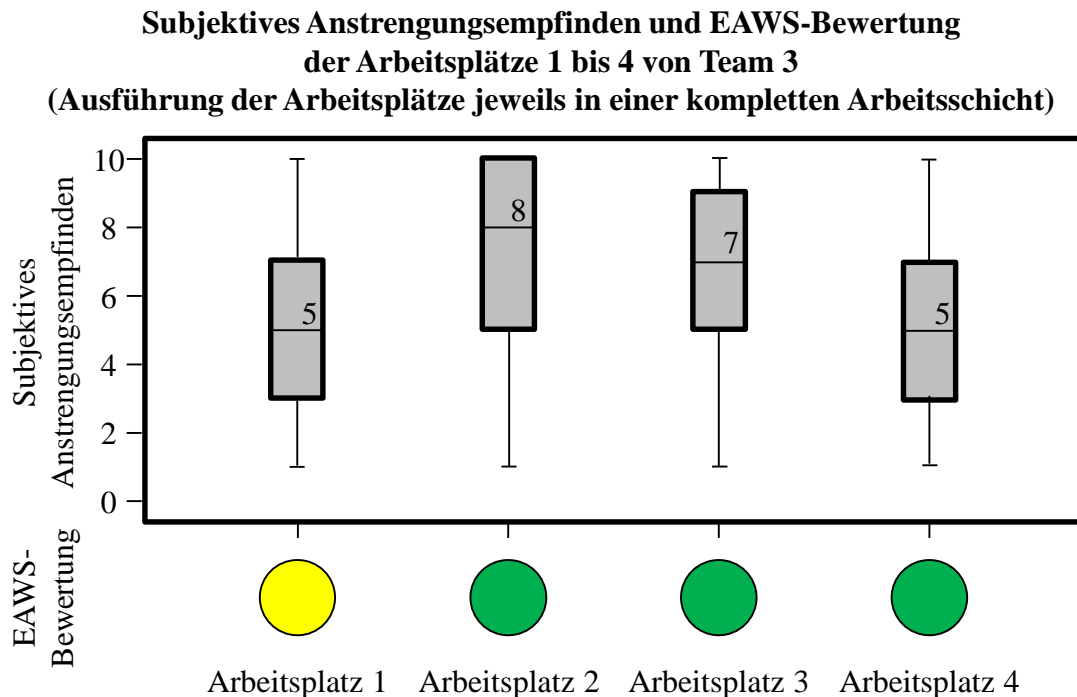 Subjektives Anstrengungsempfinden und EAWS-Bewertung
der Arbeitsplätze 1 bis 4 von Team 3
(Ausführung der Arbeitsplätze jeweils in einer kompletten Arbeitsschicht)
Subjektives
Anstrengungsempfinden
10
8
6
4
2
0
5
8
7
5
EAWS-
Bewertung
Arbeitsplatz 1
Arbeitsplatz 2
Arbeitsplatz 3
Arbeitsplatz 4